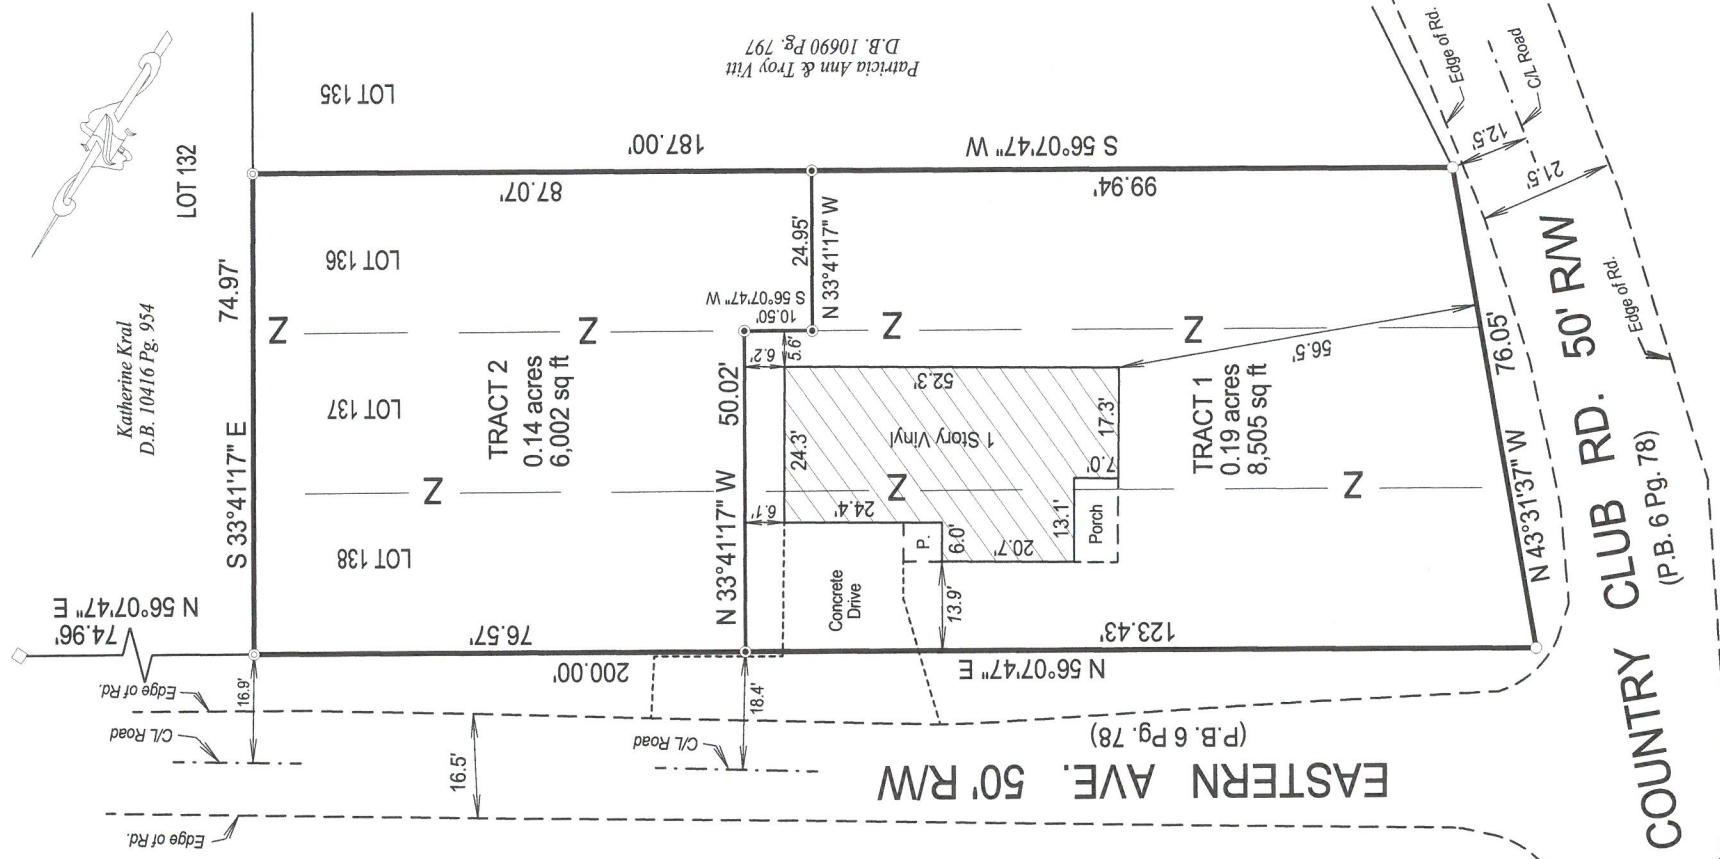 Patricia Ann & Troy Vitt
D.B. 10690 Pg. 797
LOT 135
LOT 132
Katherine Kral
D.B. 10416 Pg. 954
187.00'
S 56°07'47" W
87.07'
99.94'
Edge of Rd.
C/L Road
12.5'
21.5'
S 33°41'17" E
74.97'
LOT 136
24.95'
N 33°41'17" W
S 56°07'47" W
10.50'
Z
Z
Z
Z
TRACT 2
0.14 acres
6,002 sq ft
LOT 137
N 33°41'17" W
50.02'
6.2'
5.6'
52.3'
56.5'
24.3'
1 Story Vinyl
17.3'
7.0'
TRACT 1
0.19 acres
8,505 sq ft
N 43°31'37" W
76.05'
Z
Z
Z
LOT 138
6.1'
24.4'
P.
6.0'
20.7'
13.1'
Porch
Concrete
Drive
13.9'
N 56°07'47" E
74.96'
76.57'
200.00'
123.43'
N 56°07'47" E
Edge of Rd.
16.9'
C/L Road
18.4'
C/L Road
16.5'
Edge of Rd.
EASTERN AVE. 50' R/W
(P.B. 6 Pg. 78)
COUNTRY CLUB RD. 50' R/W
(P.B. 6 Pg. 78)
Edge of Rd.